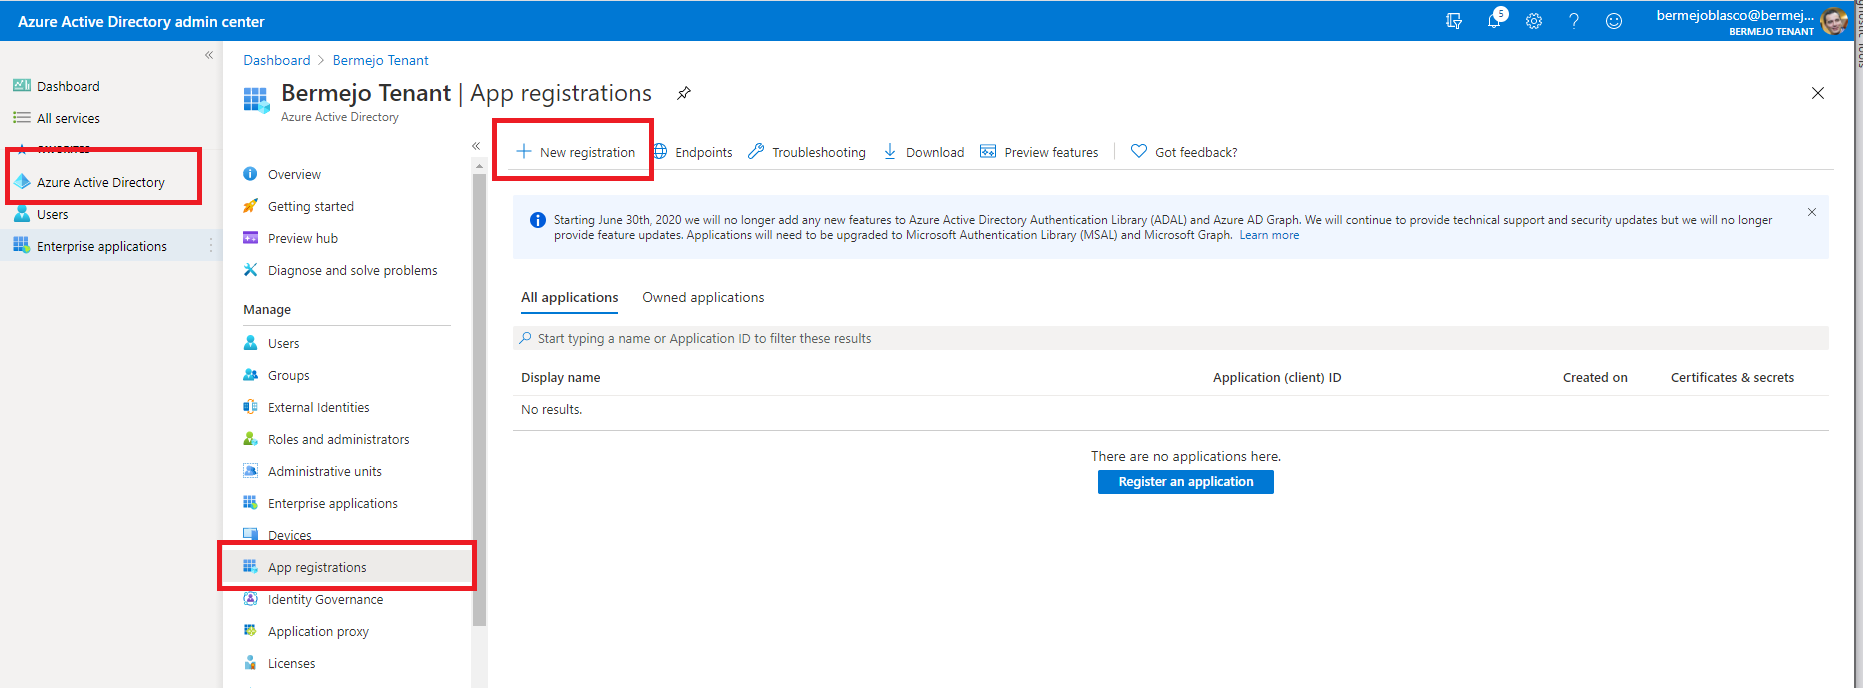 Azure Active Directory admin center
5
bermejoblasco@bermej...
BERMEJO TENANT
Dashboard
All services
FAVORITES
Azure Active Directory
Users
Enterprise applications
Dashboard > Bermejo Tenant
Bermejo Tenant | App registrations
Azure Active Directory
Overview
Getting started
Preview hub
Diagnose and solve problems
Manage
Users
Groups
External Identities
Roles and administrators
Administrative units
Enterprise applications
Devices
App registrations
Identity Governance
Application proxy
Licenses
New registration
Endpoints
Troubleshooting
Download
Preview features
Got feedback?
Starting June 30th, 2020 we will no longer add any new features to Azure Active Directory Authentication Library (ADAL) and Azure AD Graph. We will continue to provide technical support and security updates but we will no longer
provide feature updates. Applications will need to be upgraded to Microsoft Authentication Library (MSAL) and Microsoft Graph. Learn more
All applications
Owned applications
Start typing a name or Application ID to filter these results
Display name
Application (client) ID
Created on
Certificates & secrets
No results.
There are no applications here.
Register an application